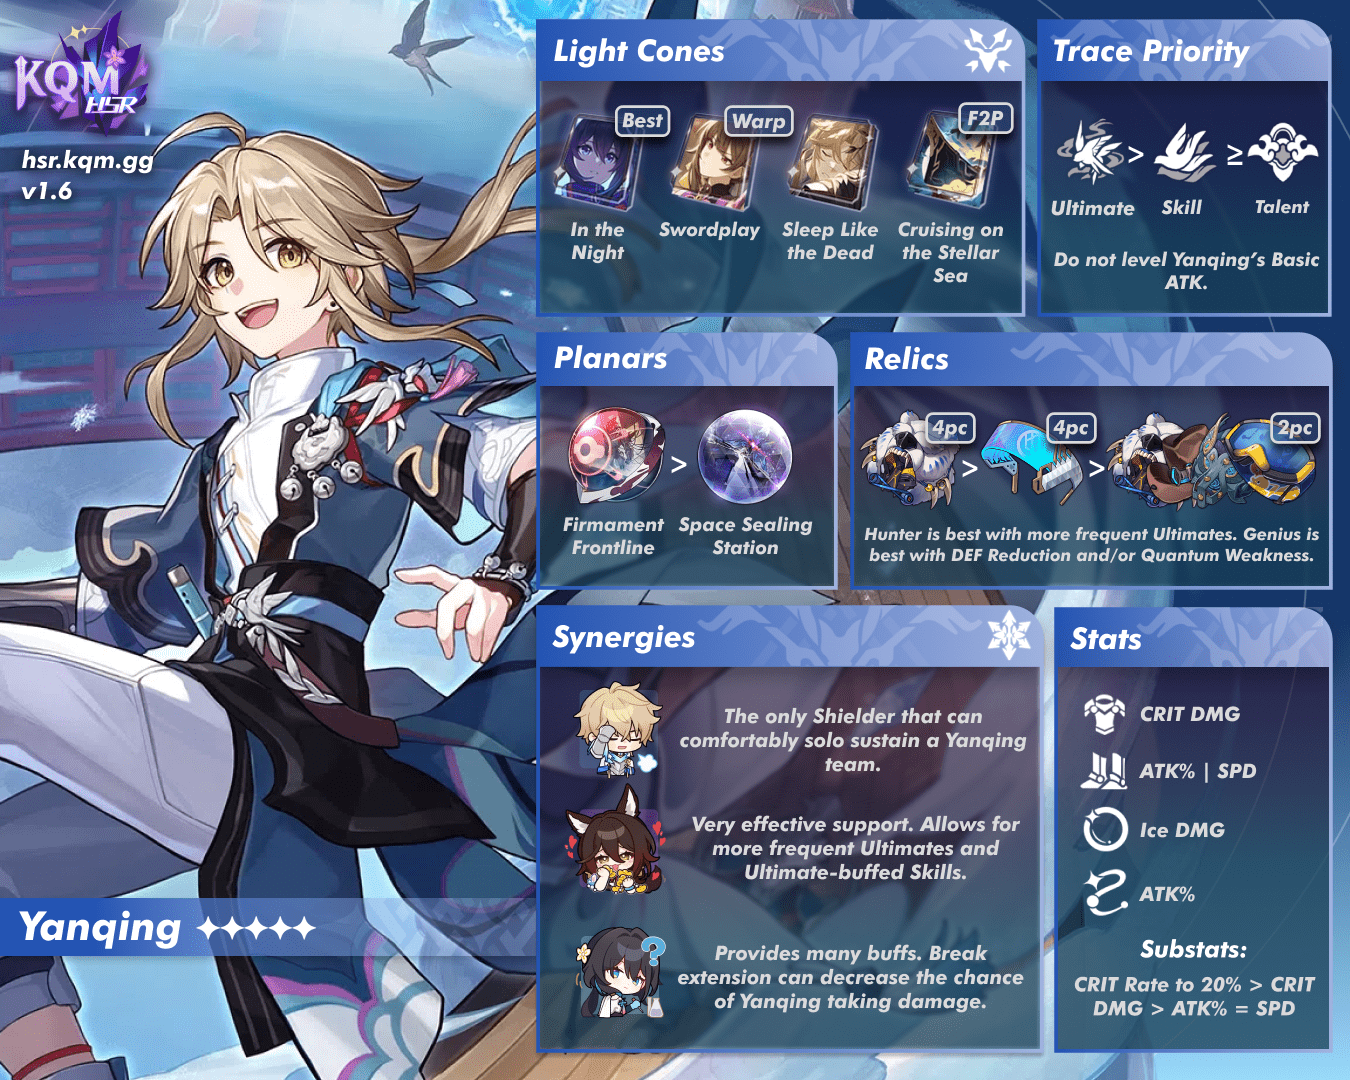 KQM
HSR
hsr.kqm.gg
v1.6
Light Cones
Best
Warp
F2P
In the
Night
Swordplay
Sleep Like
the Dead
Cruising on
the Stellar
Sea
Trace Priority
>
≥
Ultimate
Skill
Talent
Do not level Yanqing's Basic
ATK.
Planars
>
Firmament
Frontline
Space Sealing
Station
Relics
4pc
>
4pc
>
2pc
Hunter is best with more frequent Ultimates. Genius is
best with DEF Reduction and/or Quantum Weakness.
Synergies
The only Shielder that can
comfortably solo sustain a Yanqing
team.
Very effective support. Allows for
more frequent Ultimates and
Ultimate-buffed Skills.
?
Provides many buffs. Break
extension can decrease the chance
of Yanqing taking damage.
Stats
CRIT DMG
ATK% | SPD
Ice DMG
ATK%
Substats:
CRIT Rate to 20% > CRIT
DMG > ATK% = SPD
Yanqing